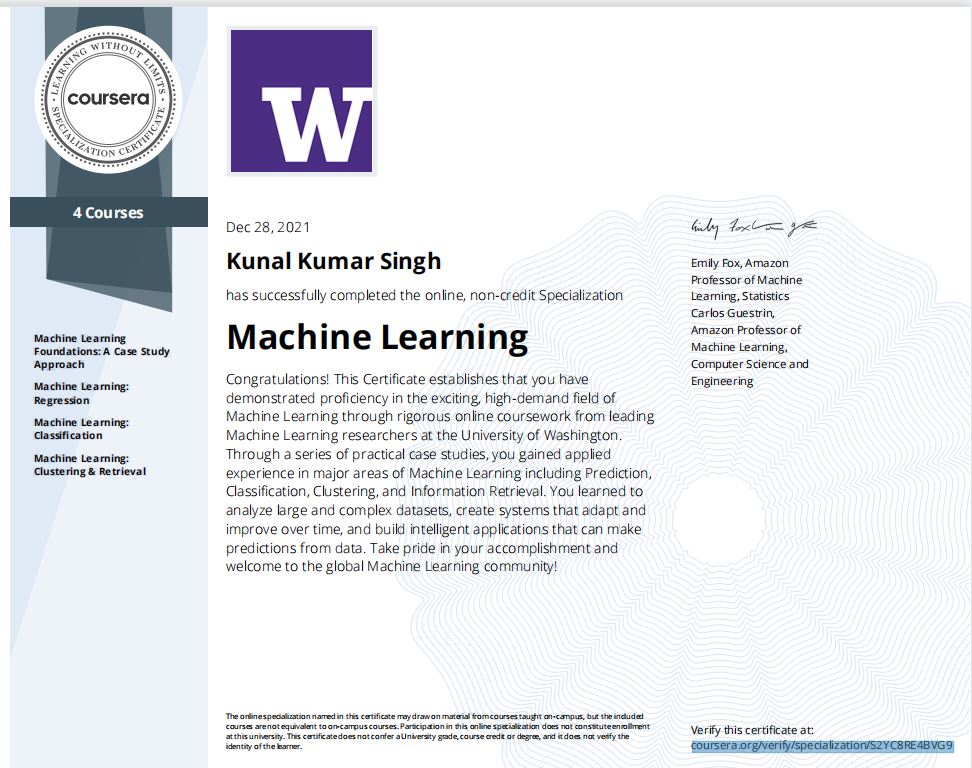 LEARNING WITHOUT LIMITS
coursera
SPECIALIZATION CERTIFICATE
4 Courses
Machine Learning
Foundations: A Case Study
Approach
Machine Learning:
Regression
Machine Learning:
Classification
Machine Learning:
Clustering & Retrieval
W
Dec 28, 2021
Kunal Kumar Singh
has successfully completed the online, non-credit Specialization
Machine Learning
Congratulations! This Certificate establishes that you have
demonstrated proficiency in the exciting, high-demand field of
Machine Learning through rigorous online coursework from leading
Machine Learning researchers at the University of Washington.
Through a series of practical case studies, you gained applied
experience in major areas of Machine Learning including Prediction,
Classification, Clustering, and Information Retrieval. You learned to
analyze large and complex datasets, create systems that adapt and
improve over time, and build intelligent applications that can make
predictions from data. Take pride in your accomplishment and
welcome to the global Machine Learning community!
Emily Fox, Amazon
Professor of Machine
Learning, Statistics
Carlos Guestrin,
Amazon Professor of
Machine Learning,
Computer Science and
Engineering
The online specialization named in this certificate may draw on material from courses taught on-campus, but the included
courses are not equivalent to on-campus courses. Participation in this online specialization does not constitute enrollment
at this university. This certificate does not confer a University grade, course credit or degree, and it does not verify the
identity of the learner.
Verify this certificate at:
coursera.org/verify/specialization/S2YC8RE4BVG9